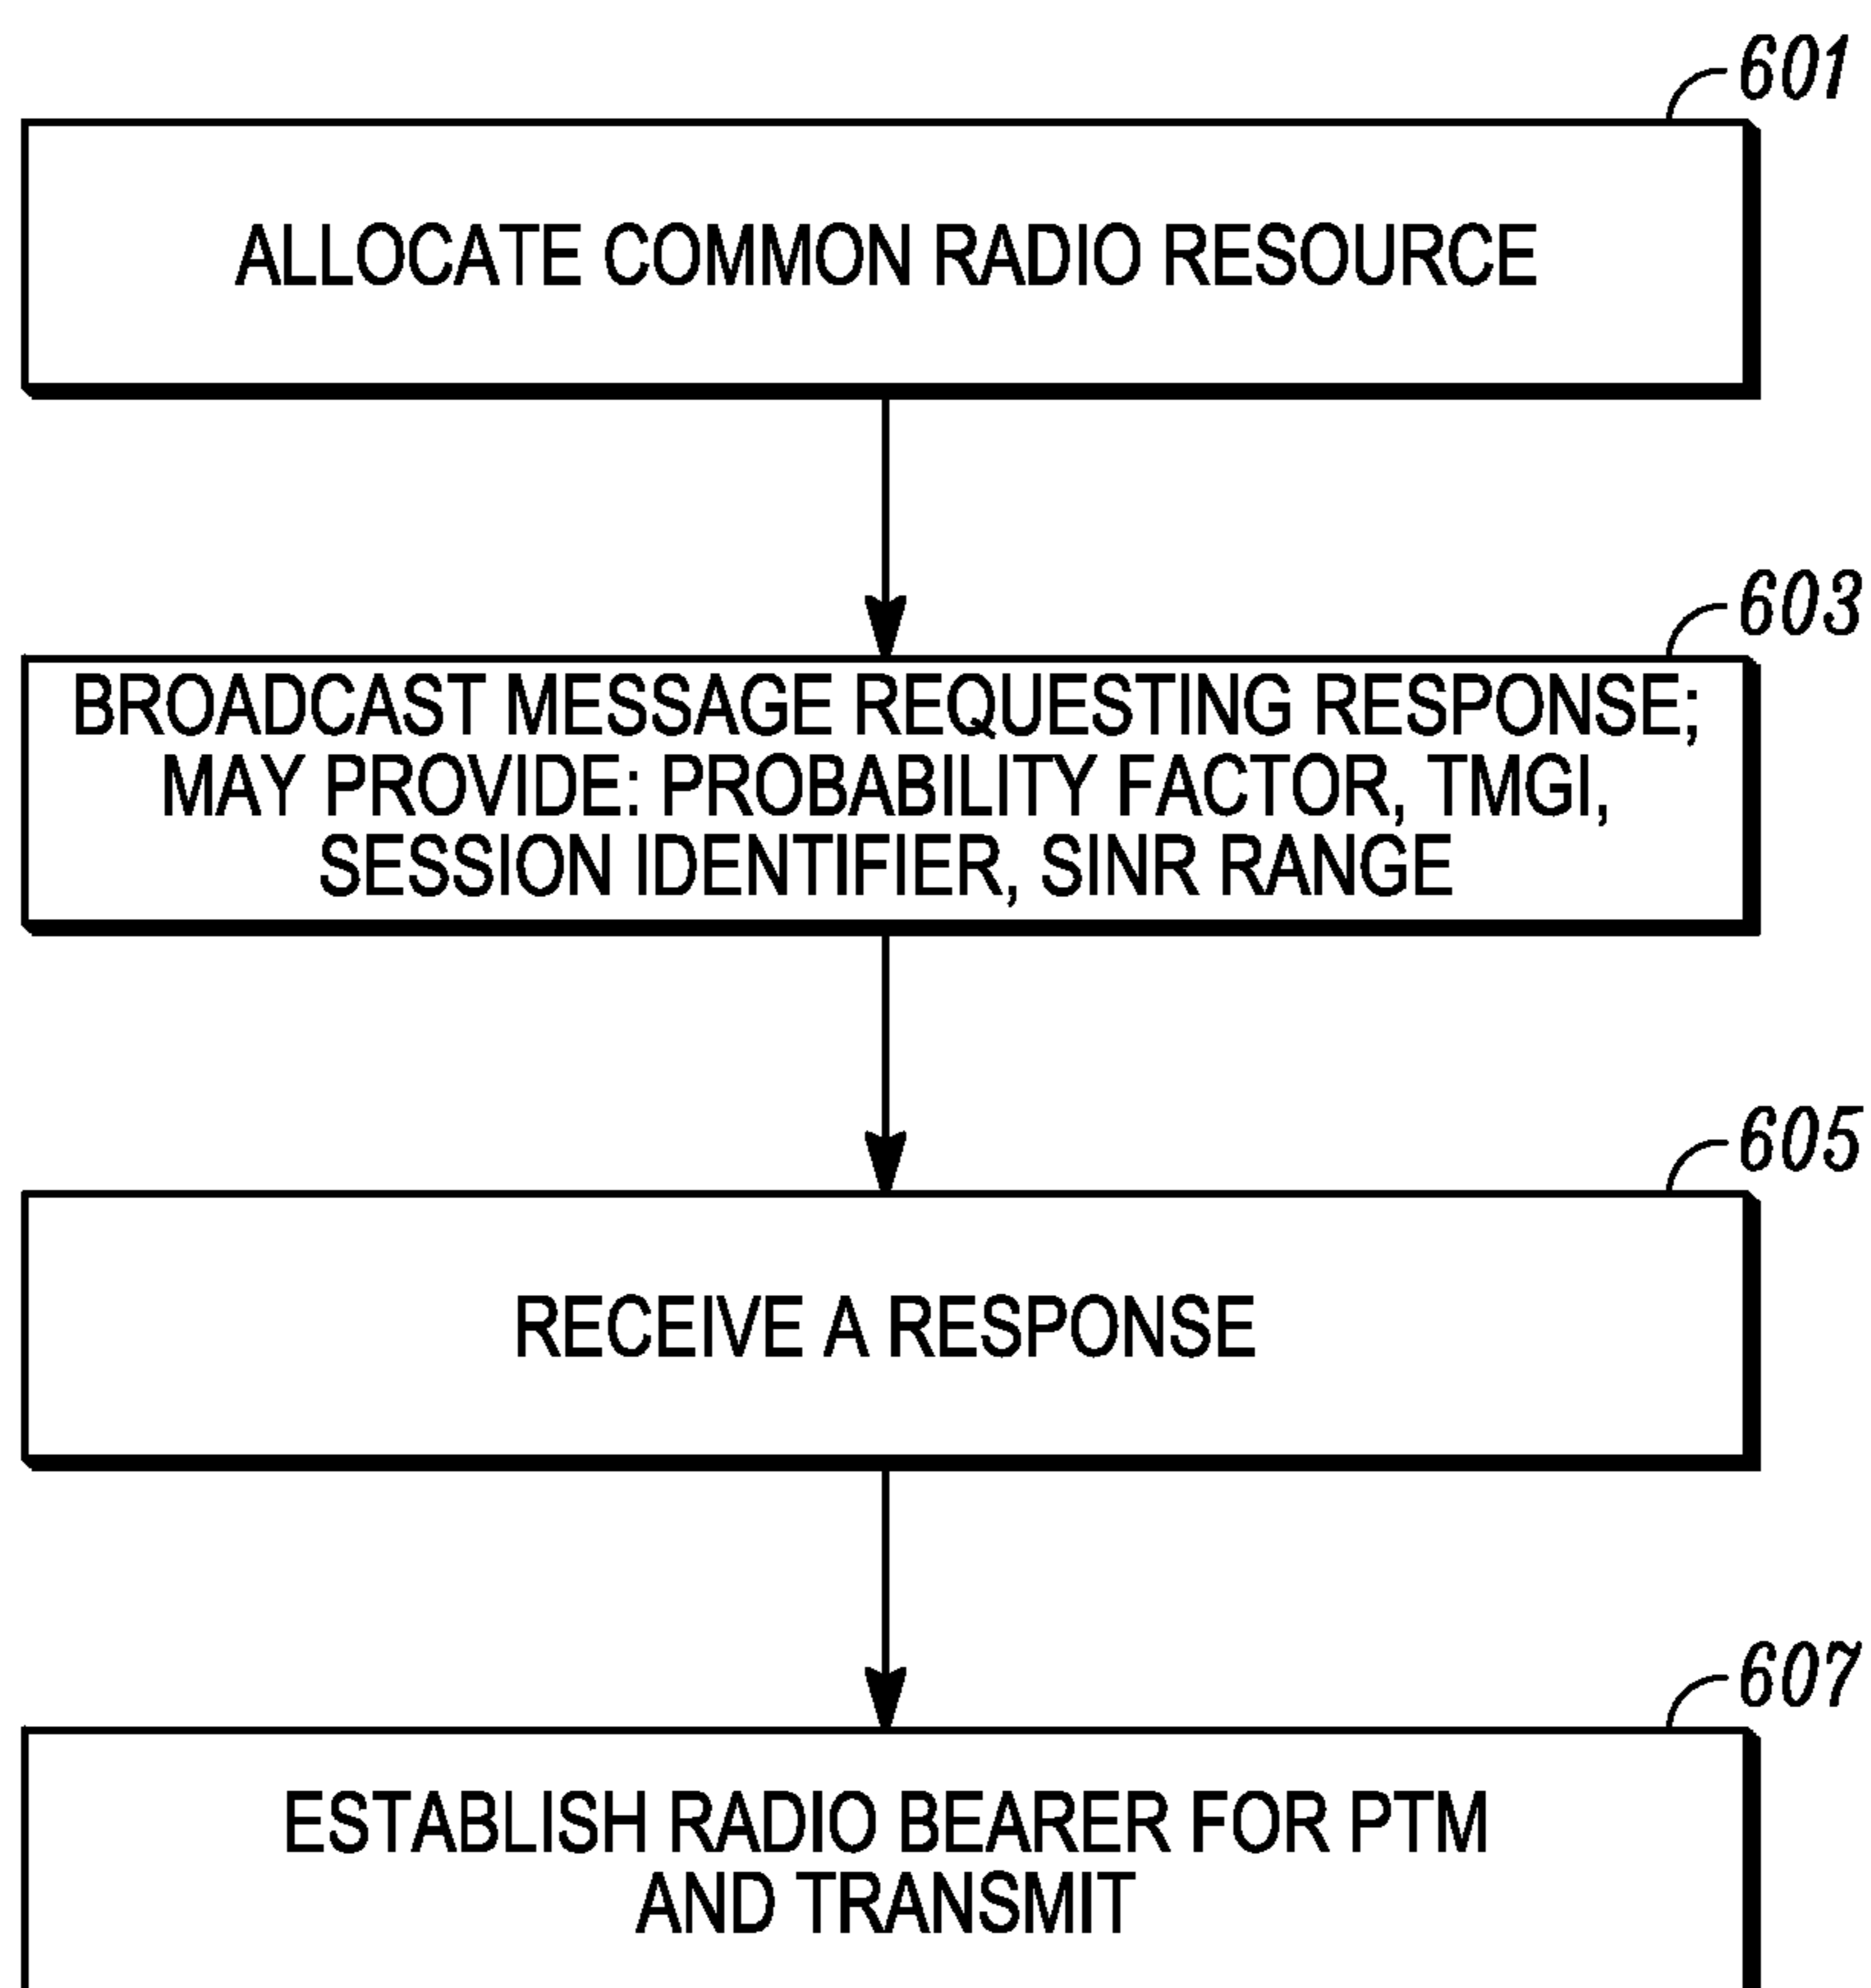 601
ALLOCATE COMMON RADIO RESOURCE
603
BROADCAST MESSAGE REQUESTING RESPONSE;
MAY PROVIDE: PROBABILITY FACTOR, TMGI,
SESSION IDENTIFIER, SINR RANGE
605
RECEIVE A RESPONSE
607
ESTABLISH RADIO BEARER FOR PTM
AND TRANSMIT